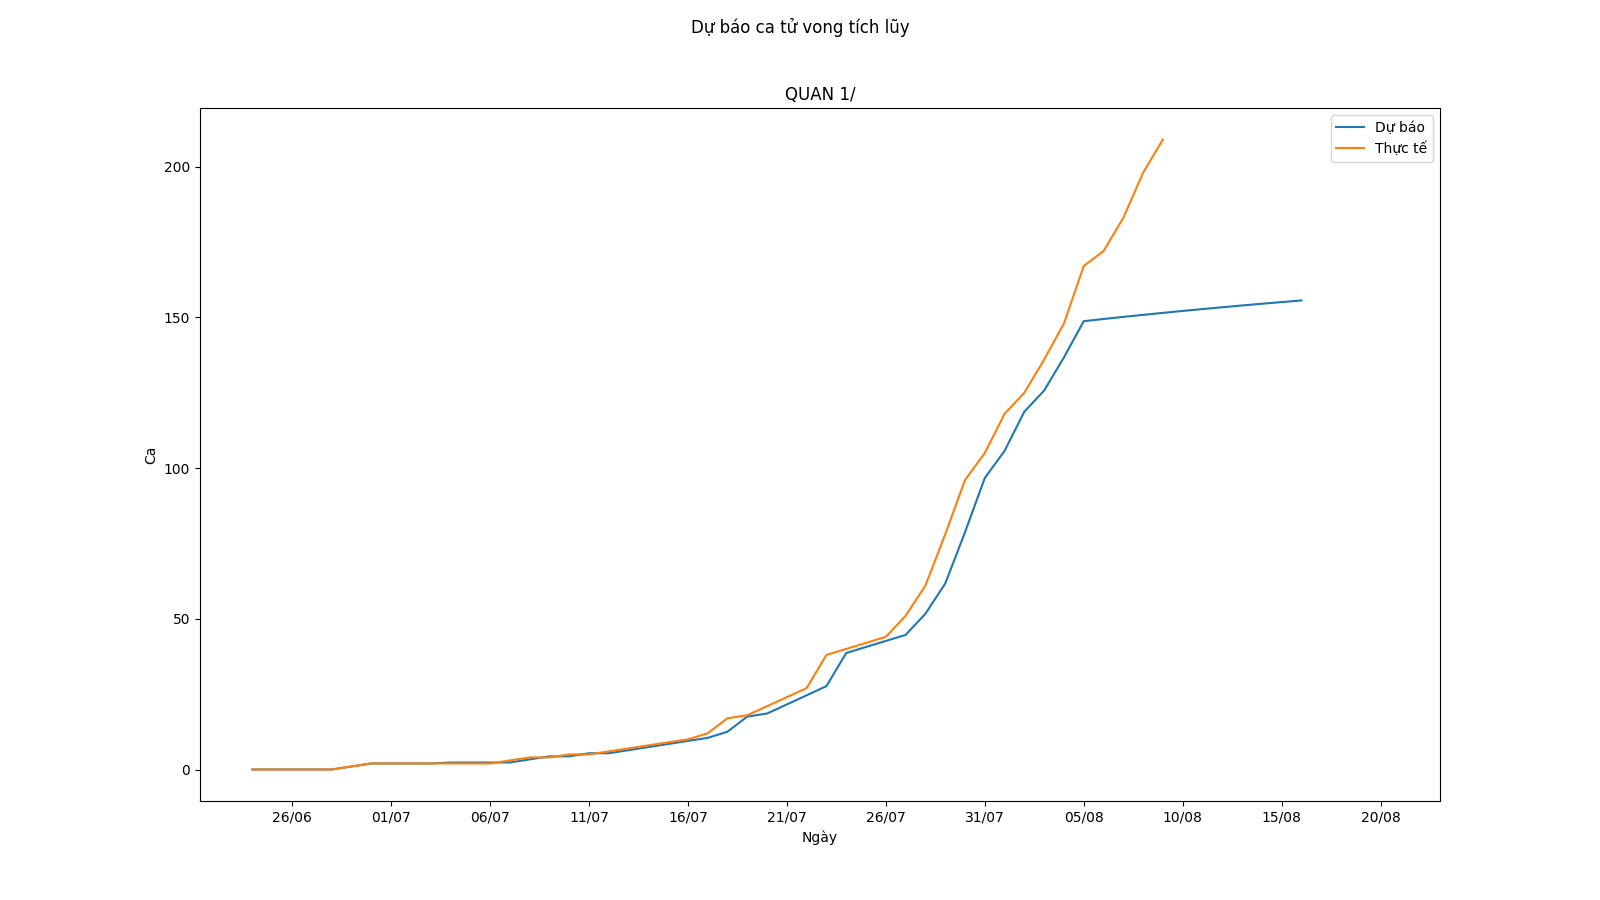 Dự báo ca tử vong tích lũy
QUAN 1/
Dự báo
Thực tế
200
150
100
50
0
Ca
26/06 01/07 06/07 11/07 16/07 21/07 26/07 31/07 05/08 10/08 15/08 20/08
Ngày